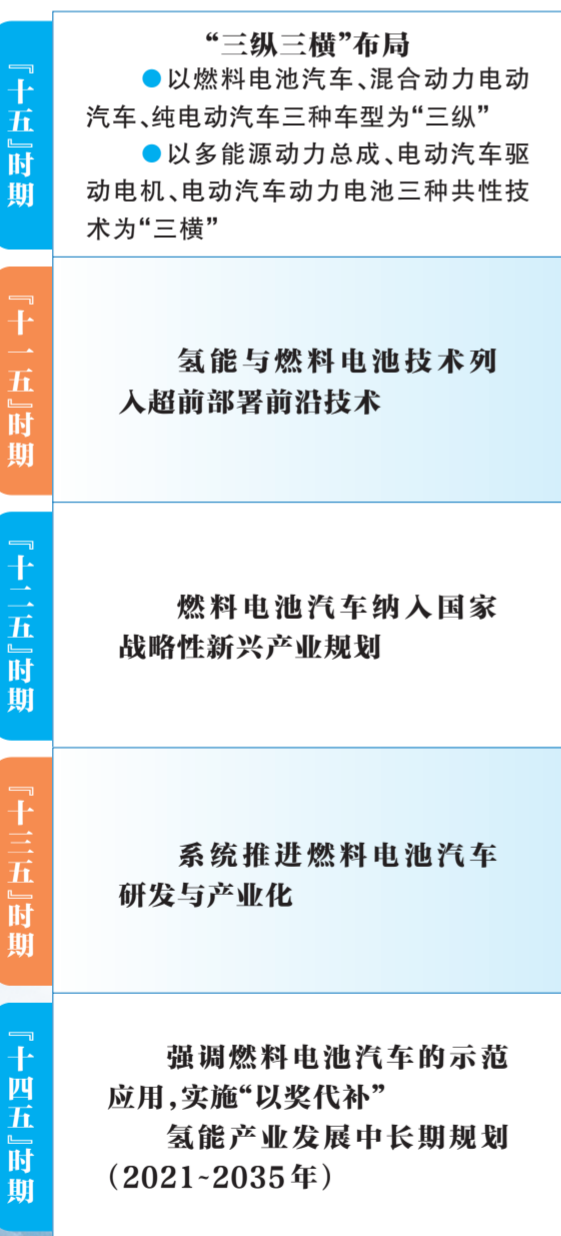 『十五』时期
“三纵三横”布局
●以燃料电池汽车、混合动力电动
汽车、纯电动汽车三种车型为“三纵”
●以多能源动力总成、电动汽车驱
动电机、电动汽车动力电池三种共性技
术为“三横”
『十一五』时期
氢能与燃料电池技术列
入超前部署前沿技术
『十二五』时期
燃料电池汽车纳入国家
战略性新兴产业规划
『十三五』时期
系统推进燃料电池汽车
研发与产业化
『十四五』时期
强调燃料电池汽车的示范
应用,实施“以奖代补”
氢能产业发展中长期规划
(2021~2035年)